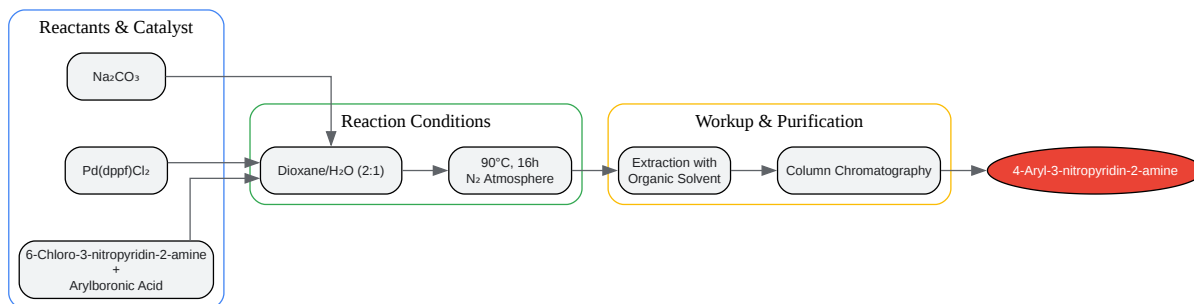 Reactants & Catalyst
Na₂CO₃
Pd(dppf)Cl₂
6-Chloro-3-nitropyridin-2-amine
+
Arylboronic Acid
Reaction Conditions
Dioxane/H₂O (2:1)
90°C, 16h
N₂ Atmosphere
Workup & Purification
Extraction with
Organic Solvent
Column Chromatography
4-Aryl-3-nitropyridin-2-amine